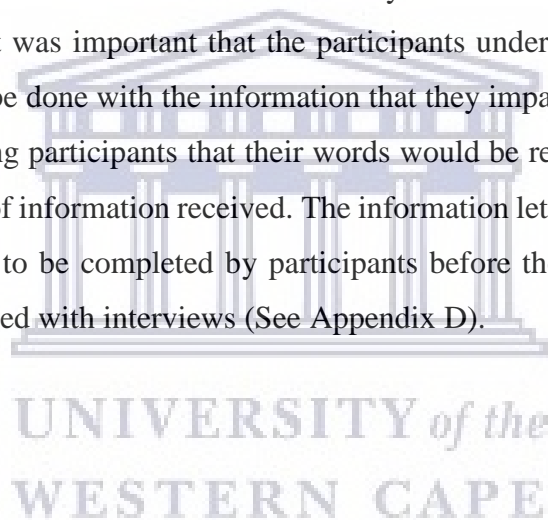 was important that the participants under
be done with the information that they impa
ng participants that their words would be re
of information received. The information let
to be completed by participants before th
ed with interviews (See Appendix D).
UNIVERSITY of the
WESTERN CAPE